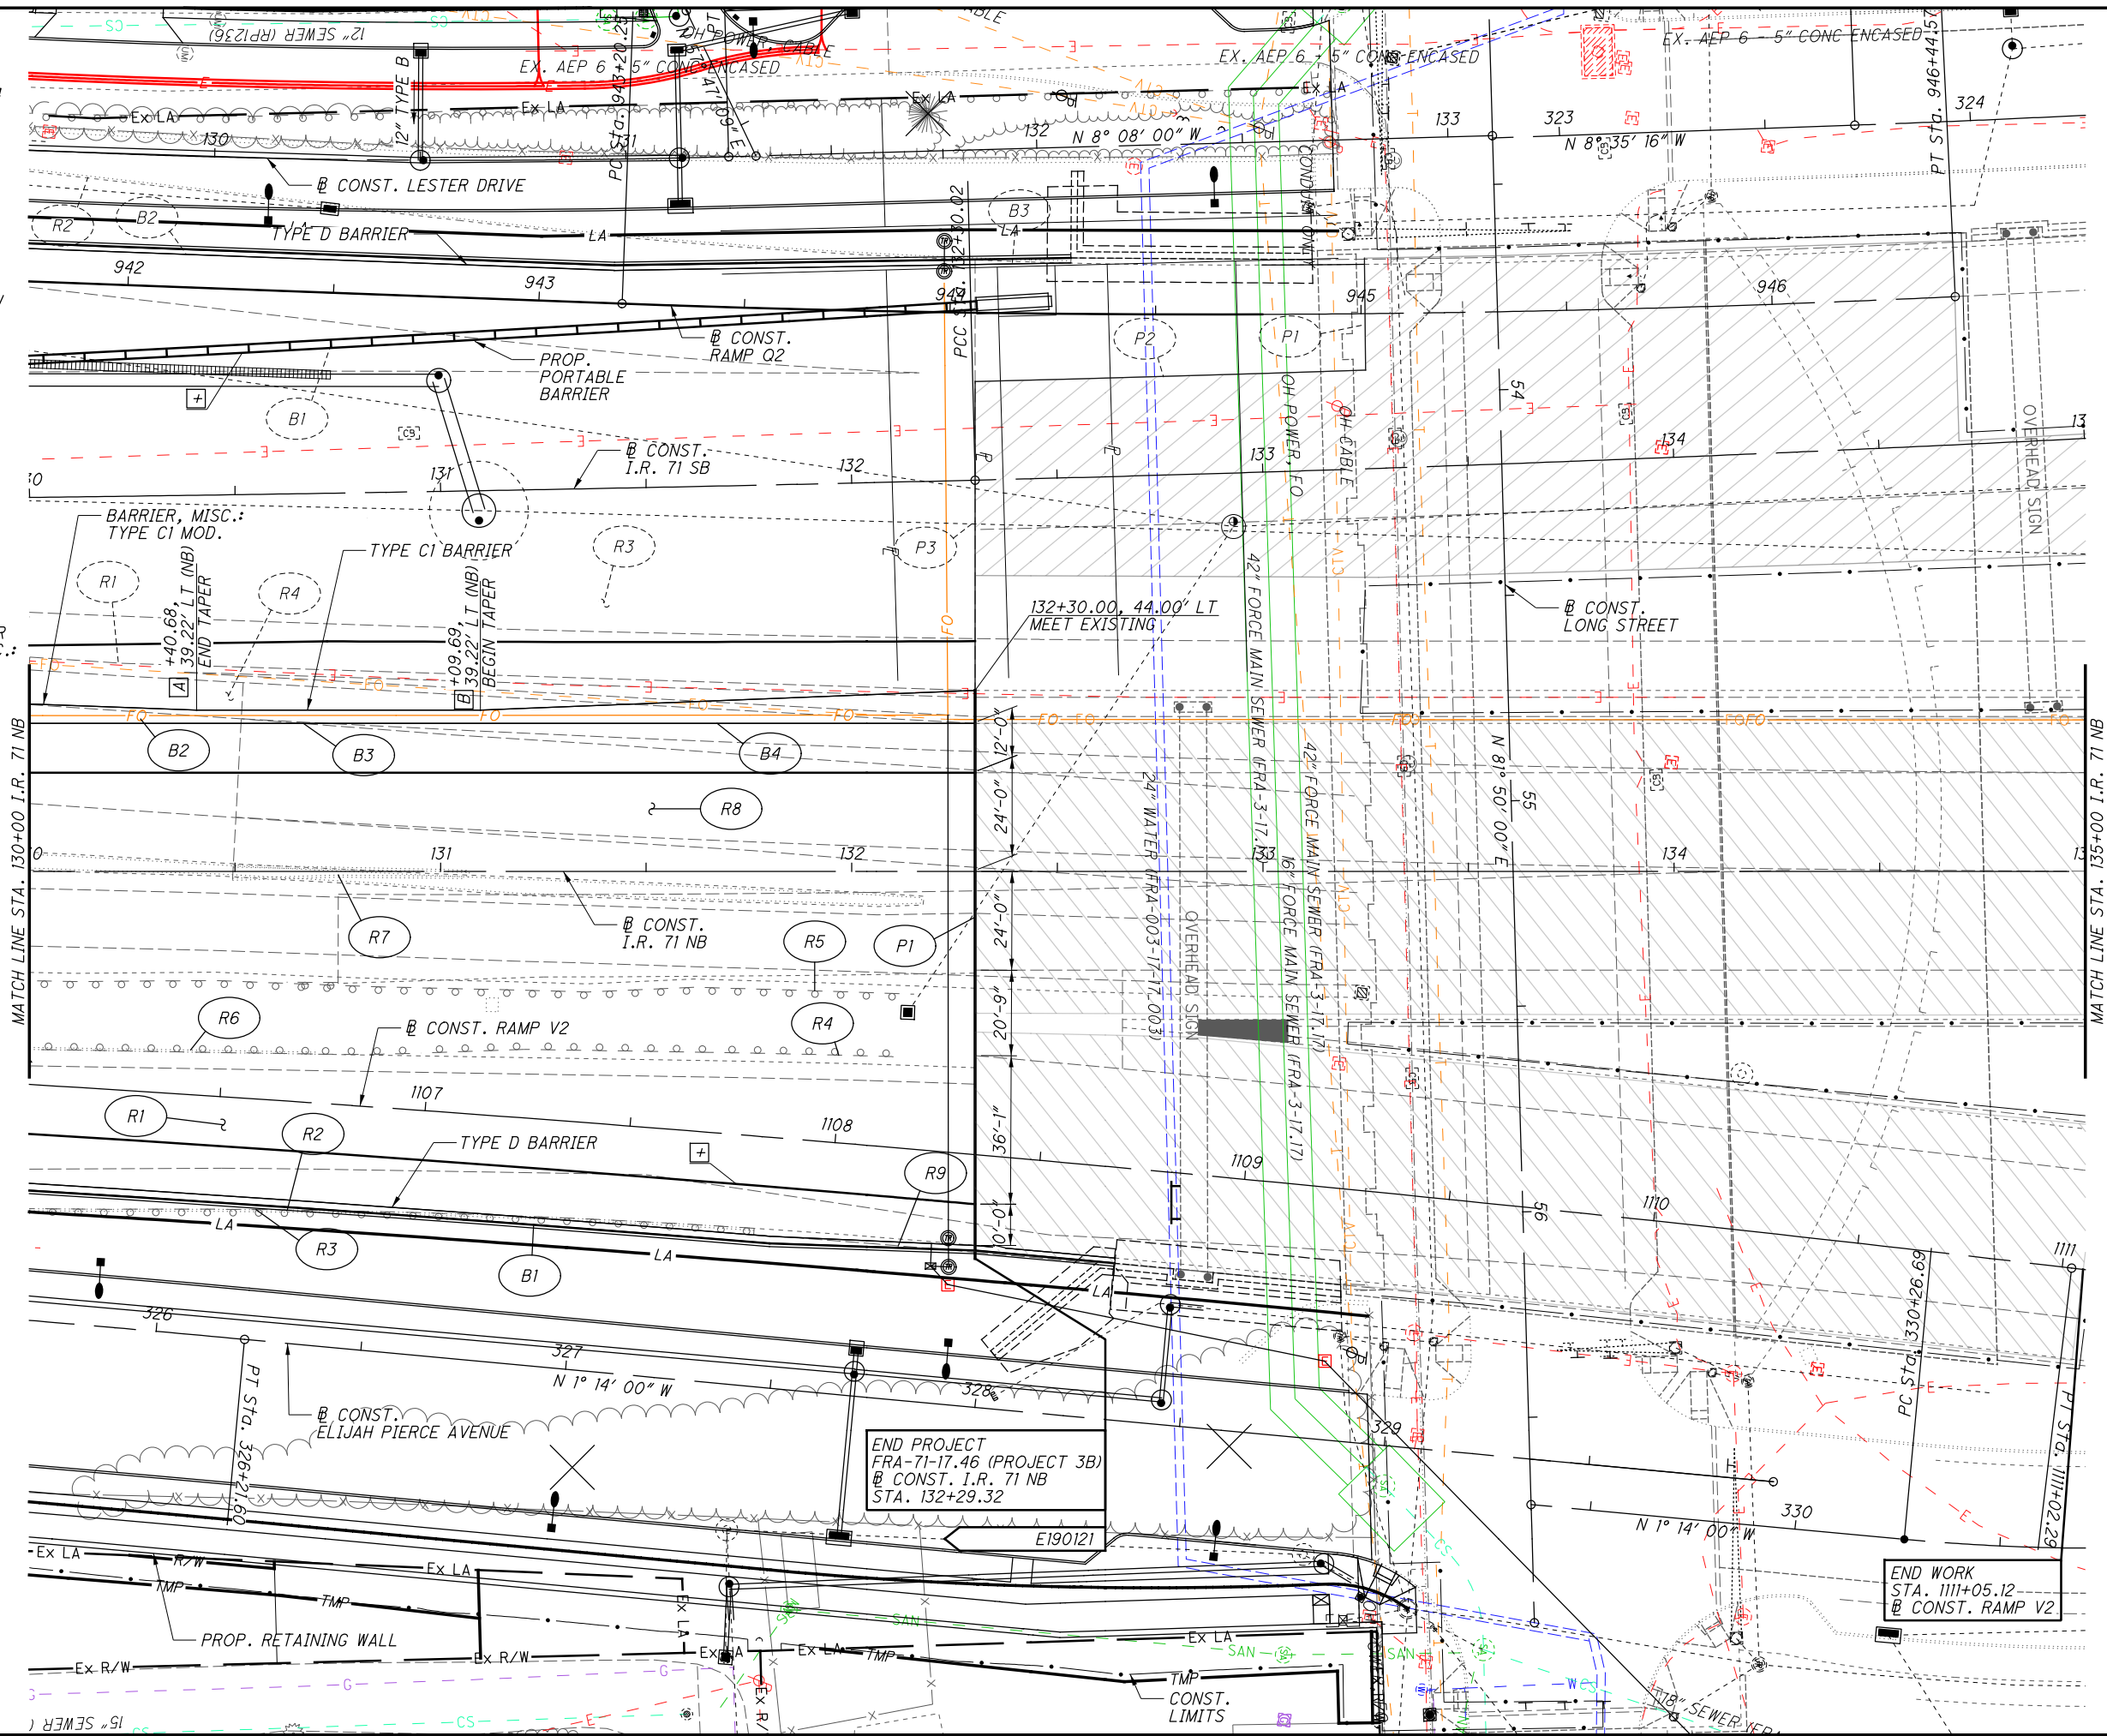 12" SEWER (RP1236)
CS
CTV
OH POWER, CABLE
EX. AEP 6 - 5" CONC ENCASED
EX. AEP 6 - 5" CONC ENCASED
EX. AEP 6 - 5" CONC ENCASED
12" TYPE B
PC Sta. 943+20.25
Ex LA
Ex LA
Ex LA
Ex LA
130
131
132
N 8° 08' 00" W
133
323
N 8° 35' 16" W
324
PT Sta. 946+44.57
℄ CONST. LESTER DRIVE
R2
B2
B3
TYPE D BARRIER
LA
LA
942
943
944
945
946
PCC Sta. 132+30.02
℄ CONST.
RAMP Q2
PROP.
PORTABLE
BARRIER
+
B1
P2
P1
OH POWER, FO
OH CABLE
54
134
OVERHEAD SIGN
℄ CONST.
I.R. 71 SB
131
132
133
BARRIER, MISC.:
TYPE C1 MOD.
TYPE C1 BARRIER
R1
R4
R3
P3
+40.68,
39.22' LT (NB)
END TAPER
A
+09.69,
39.22' LT (NB)
BEGIN TAPER
B
132+30.00, 44.00' LT
MEET EXISTING
℄ CONST.
LONG STREET
42" FORCE MAIN SEWER (FRA-3-17.17)
42" FORCE MAIN SEWER (FRA-3-17.17)
16" FORCE MAIN SEWER (FRA-3-17.17)
24" WATER (FRA-003-17-17_003)
OVERHEAD SIGN
N 81° 50' 00" E
55
MATCH LINE STA. 130+00 I.R. 71 NB
MATCH LINE STA. 135+00 I.R. 71 NB
FO
FO
FO
FO
B2
B3
B4
12'-0"
24'-0"
R8
131
132
133
134
R7
℄ CONST.
I.R. 71 NB
R5
P1
24'-0"
20'-9"
R6
℄ CONST. RAMP V2
R4
1107
1108
1109
1110
1111
R1
R2
TYPE D BARRIER
+
R9
36'-1"
10'-0"
56
LA
R3
B1
LA
LA
326
327
N 1° 14' 00" W
328
329
330
N 1° 14' 00" W
PT Sta. 326+21.60
PC Sta. 330+26.69
PT Sta. 1111+02.29
℄ CONST.
ELIJAH PIERCE AVENUE
END PROJECT
FRA-71-17.46 (PROJECT 3B)
℄ CONST. I.R. 71 NB
STA. 132+29.32
E190121
END WORK
STA. 1111+05.12
℄ CONST. RAMP V2
Ex LA
R/W
Ex LA
TMP
TMP
Ex LA
SAN
PROP. RETAINING WALL
Ex R/W
Ex R/W
Ex LA
Ex LA
TMP
Ex LA
SAN
SAN
TMP
CONST.
LIMITS
G
G
CS
CS
W
15" SEWER (